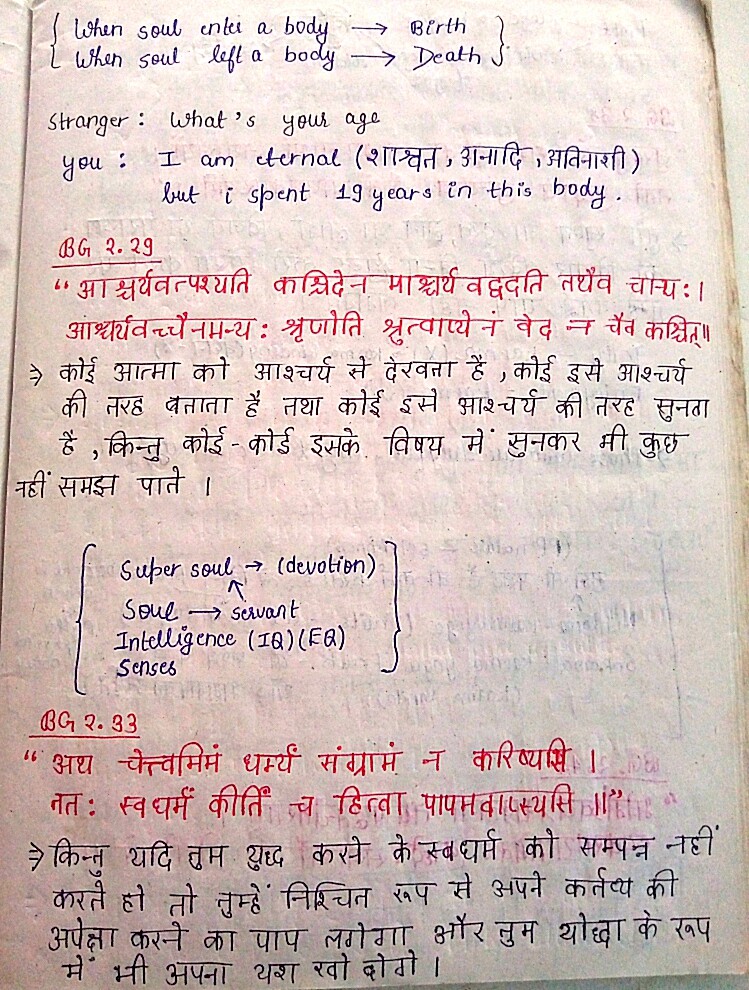 When soul enter a body → Birth
When soul left a body → Death
Stranger : What's your age
you : I am eternal (शाश्वत, अनादि, अविनाशी)
but i spent 19 years in this body.
BG 2.29
“आश्चर्यवत्पश्यति कश्चिदेन माश्चर्य वद्वदति तथैव चान्यः।
आश्चर्यवच्चैनमन्यः श्रृणोति श्रुत्वाप्येनं वेद न चैव कश्चित्॥
⇒ कोई आत्मा को आश्चर्य से देखता है, कोई इसे आश्चर्य
की तरह बताता है तथा कोई इसे आश्चर्य की तरह सुनता
है, किन्तु कोई-कोई इसके विषय में सुनकर भी कुछ
नहीं समझ पाते ।
Super soul → (devotion)
Soul → servant
Intelligence (IQ)(EQ)
Senses
BG 2.33
“अथ चेत्त्वमिमं धर्म्यं संग्रामं न करिष्यसि ।
ततः स्वधर्मं कीर्तिं च हित्वा पापमवाप्स्यसि ॥”
⇒ किन्तु यदि तुम युद्ध करने के स्वधर्म को सम्पन्न नहीं
करते हो तो तुम्हें निश्चित रूप से अपने कर्तव्य की
अपेक्षा करने का पाप लगेगा और तुम योद्धा के रूप
में भी अपना यश खो दोगे ।